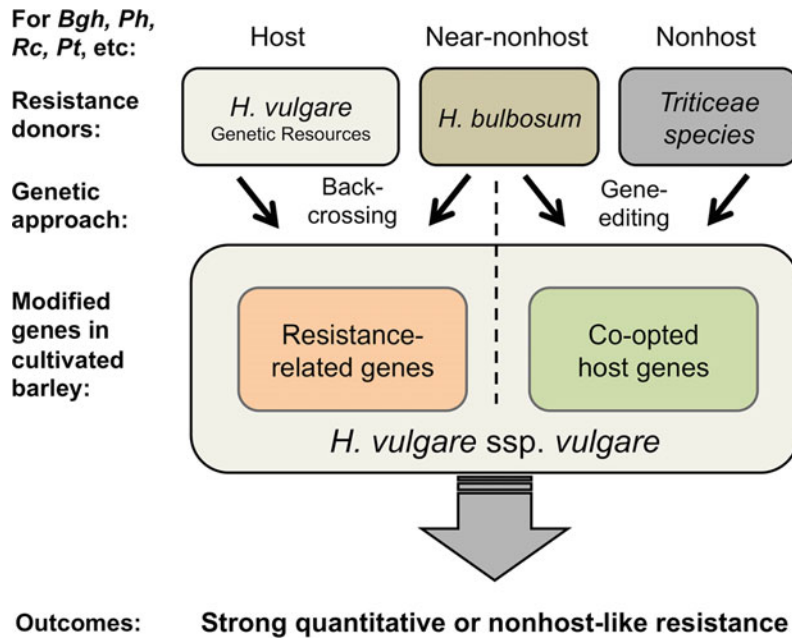 For Bgh, Ph,
Rc, Pt, etc:
Host
Near-nonhost
Nonhost
Resistance
donors:
H. vulgare
Genetic Resources
H. bulbosum
Triticeae
species
Genetic
approach:
Back-
crossing
Gene-
editing
Modified
genes in
cultivated
barley:
Resistance-
related genes
Co-opted
host genes
H. vulgare ssp. vulgare
Outcomes:
Strong quantitative or nonhost-like resistance